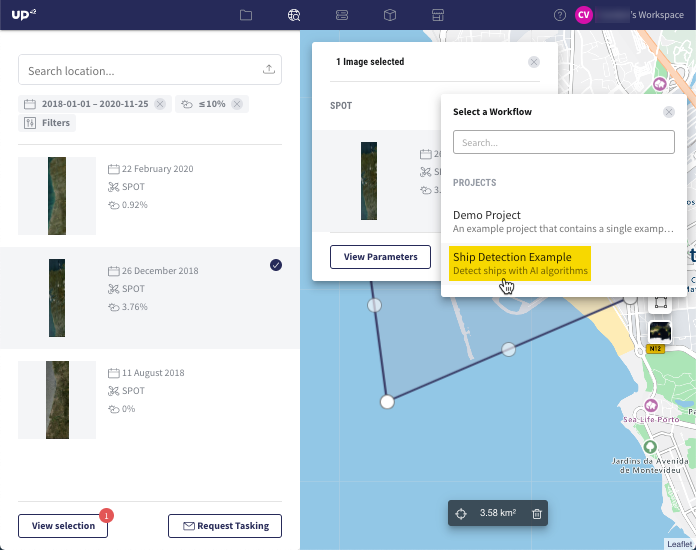 up42
's Workspace
Search location...
2018-01-01 – 2020-11-25
≤10%
Filters
22 February 2020
SPOT
0.92%
26 December 2018
SPOT
3.76%
11 August 2018
SPOT
0%
View selection
1
Request Tasking
1 Image selected
SPOT
26
S
3.
View Parameters
Select a Workflow
Search...
PROJECTS
Demo Project
An example project that contains a single examp...
Ship Detection Example
Detect ships with AI algorithms
CV
N12
Sea-Life-Porto
Jardins da Avenida
de Montevideu
3.58 km²
Leaflet